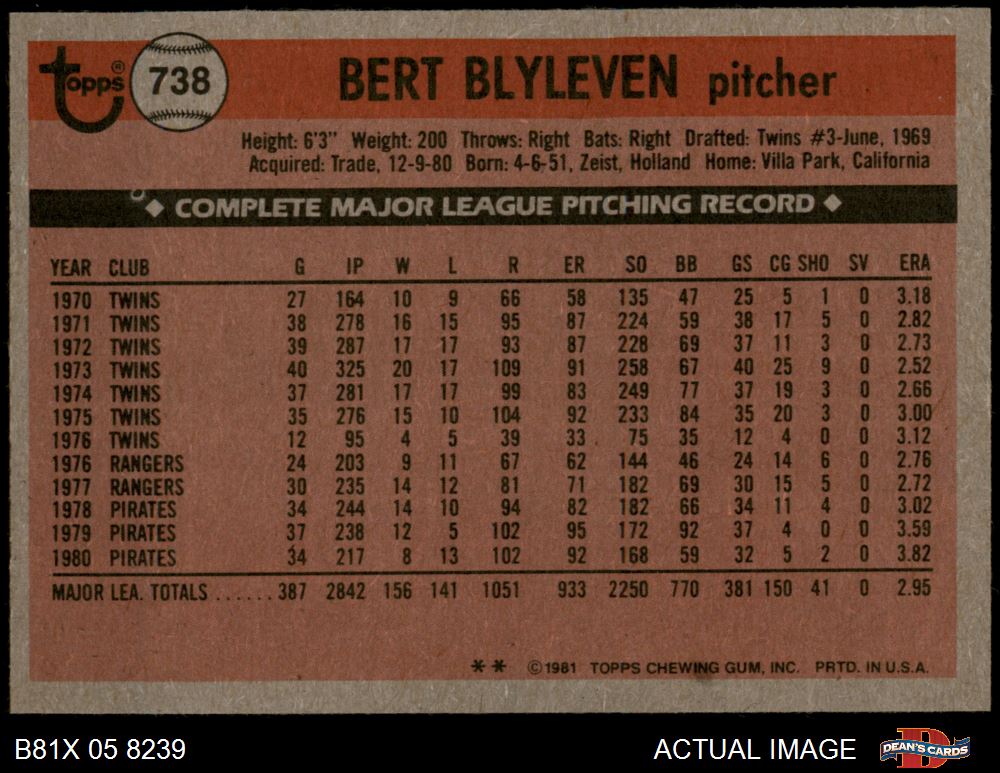 Topps® 738 BERT BLYLEVEN pitcher
Height: 6'3" Weight: 200 Throws: Right Bats: Right Drafted: Twins #3-June, 1969
Acquired: Trade, 12-9-80 Born: 4-6-51, Zeist, Holland Home: Villa Park, California
◆ COMPLETE MAJOR LEAGUE PITCHING RECORD ◆
YEAR CLUB G IP W L R ER SO BB GS CG SHO SV ERA
1970 TWINS 27 164 10 9 66 58 135 47 25 5 1 0 3.18
1971 TWINS 38 278 16 15 95 87 224 59 38 17 5 0 2.82
1972 TWINS 39 287 17 17 93 87 228 69 37 11 3 0 2.73
1973 TWINS 40 325 20 17 109 91 258 67 40 25 9 0 2.52
1974 TWINS 37 281 17 17 99 83 249 77 37 19 3 0 2.66
1975 TWINS 35 276 15 10 104 92 233 84 35 20 3 0 3.00
1976 TWINS 12 95 4 5 39 33 75 35 12 4 0 0 3.12
1976 RANGERS 24 203 9 11 67 62 144 46 24 14 6 0 2.76
1977 RANGERS 30 235 14 12 81 71 182 69 30 15 5 0 2.72
1978 PIRATES 34 244 14 10 94 82 182 66 34 11 4 0 3.02
1979 PIRATES 37 238 12 5 102 95 172 92 37 4 0 0 3.59
1980 PIRATES 34 217 8 13 102 92 168 59 32 5 2 0 3.82
MAJOR LEA. TOTALS ...... 387 2842 156 141 1051 933 2250 770 381 150 41 0 2.95
** ©1981 TOPPS CHEWING GUM, INC. PRTD. IN U.S.A.
B81X 05 8239 ACTUAL IMAGE DEAN'S CARDS